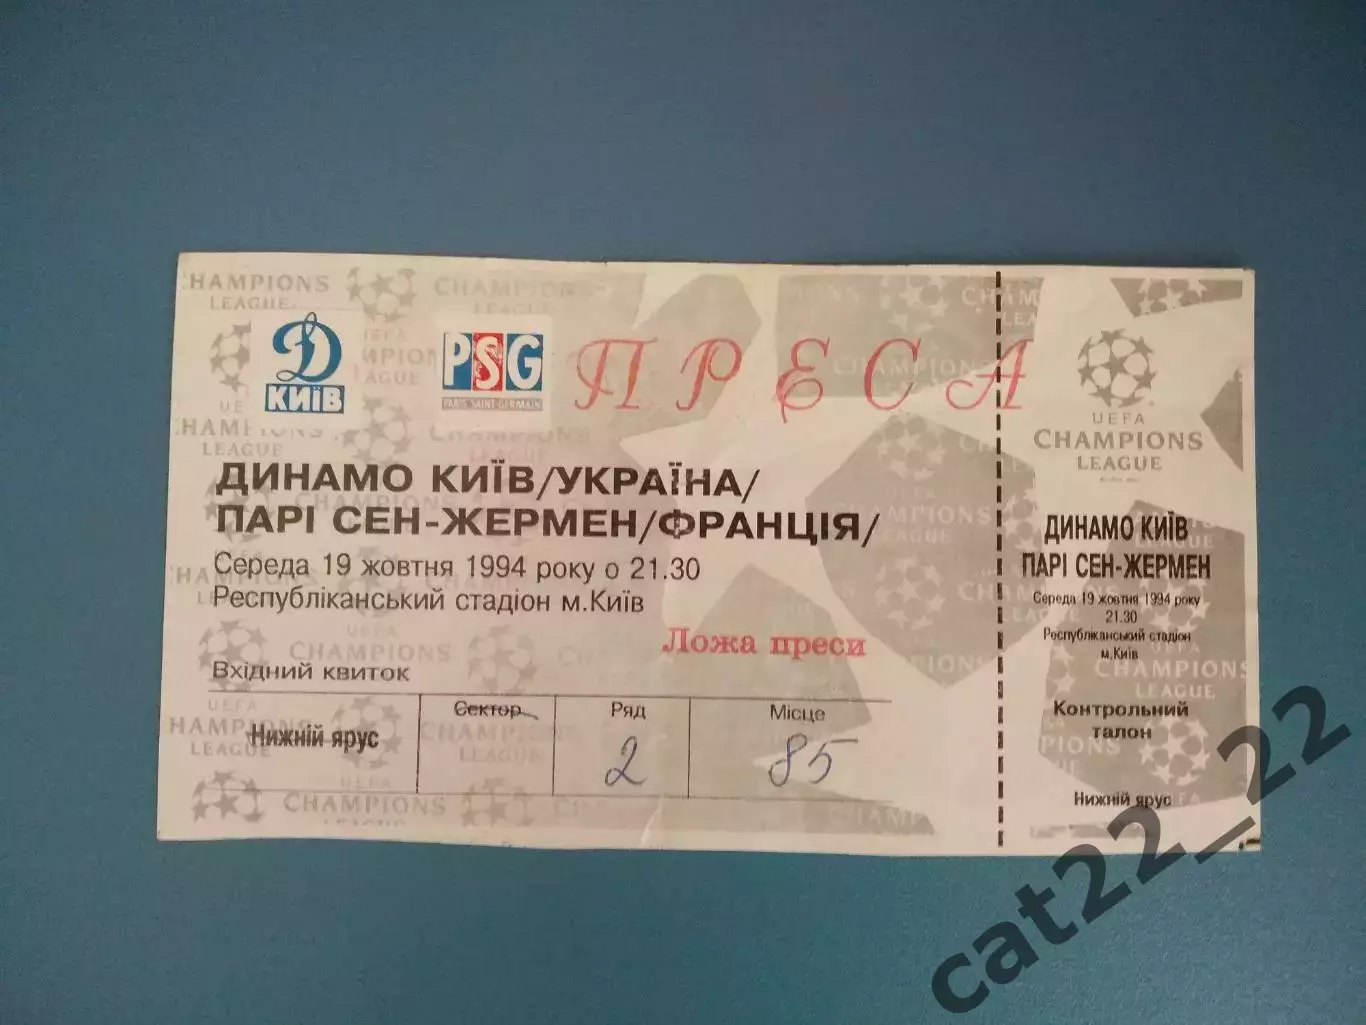 CHAMPIONS
LEAGUE
Д
КИЇВ
PSG
PARIS SAINT-GERMAIN
ПРЕСА
ДИНАМО КИЇВ/УКРАЇНА/
ПАРІ СЕН-ЖЕРМЕН/ФРАНЦІЯ/
Середа 19 жовтня 1994 року о 21.30
Республіканський стадіон м.Київ
Ложа преси
Вхідний квиток
Сектор
Ряд
Місце
Нижній ярус
2
85
UEFA
CHAMPIONS
LEAGUE
ДИНАМО КИЇВ
ПАРІ СЕН-ЖЕРМЕН
Середа 19 жовтня 1994 року
21.30
Республіканський стадіон
м.Київ
Контрольний
талон
Нижній ярус
cat22_22